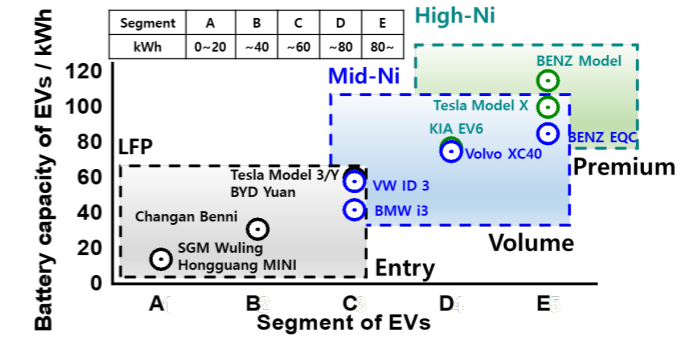 High-Ni
Segment A B C D E
kWh 0~20 ~40 ~60 ~80 80~
Battery capacity of EVs / kWh
120
100
80
60
40
20
0
Mid-Ni
LFP
BENZ Model
Tesla Model X
KIA EV6
BENZ EQC
Volvo XC40
Premium
Tesla Model 3/Y
BYD Yuan
VW ID 3
BMW i3
Changan Benni
Volume
SGM Wuling
Hongguang MINI
Entry
A B C D E
Segment of EVs